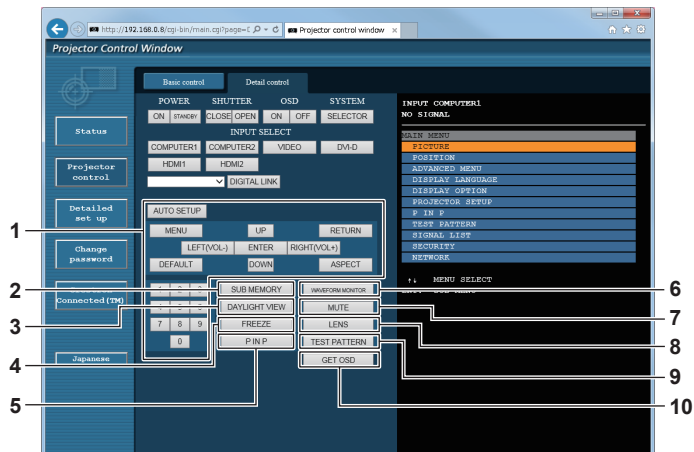 http://192.168.0.8/cgi-bin/main.cgi?page=
Projector control window ×
Projector Control Window
Basic control Detail control
POWER SHUTTER OSD SYSTEM
ON STANDBY CLOSE OPEN ON OFF SELECTOR
INPUT SELECT
COMPUTER1 COMPUTER2 VIDEO DVI-D
HDMI1 HDMI2
DIGITAL LINK
AUTO SETUP
MENU UP RETURN
LEFT(VOL-) ENTER RIGHT(VOL+)
DEFAULT DOWN ASPECT
SUB MEMORY WAVEFORM MONITOR
DAYLIGHT VIEW MUTE
7 8 9 FREEZE LENS
0 P IN P TEST PATTERN
GET OSD
Status
Projector control
Detailed set up
Change password
Connected(TM)
Japanese
INPUT COMPUTER1
NO SIGNAL
MAIN MENU
PICTURE
POSITION
ADVANCED MENU
DISPLAY LANGUAGE
DISPLAY OPTION
PROJECTOR SETUP
P IN P
TEST PATTERN
SIGNAL LIST
SECURITY
NETWORK
↑↓ MENU SELECT
1
2
3
4
5
6
7
8
9
10